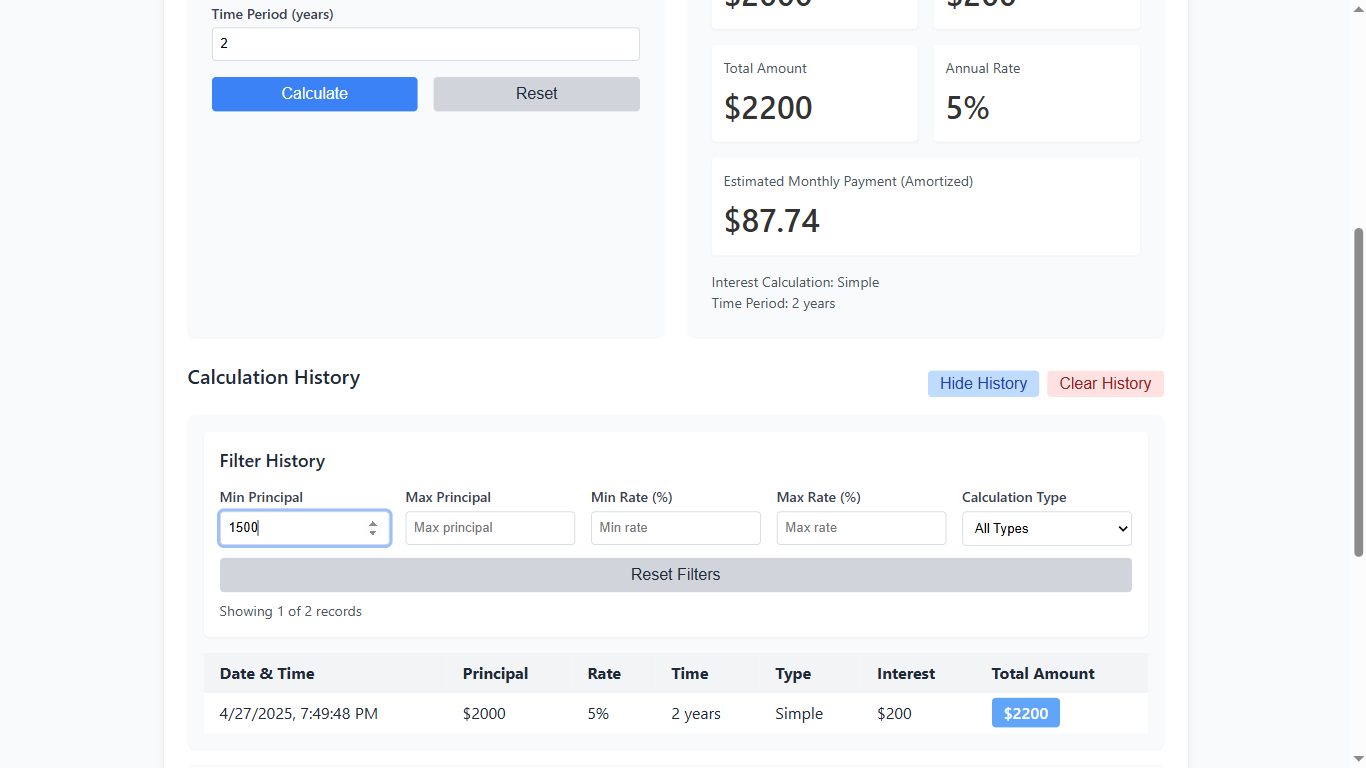 Time Period (years)
2
Calculate
Reset
$2000
$200
Total Amount
$2200
Annual Rate
5%
Estimated Monthly Payment (Amortized)
$87.74
Interest Calculation: Simple
Time Period: 2 years
Calculation History
Hide History
Clear History
Filter History
Min Principal
Max Principal
Min Rate (%)
Max Rate (%)
Calculation Type
1500
Max principal
Min rate
Max rate
All Types
Reset Filters
Showing 1 of 2 records
Date & Time Principal Rate Time Type Interest Total Amount
4/27/2025, 7:49:48 PM $2000 5% 2 years Simple $200 $2200